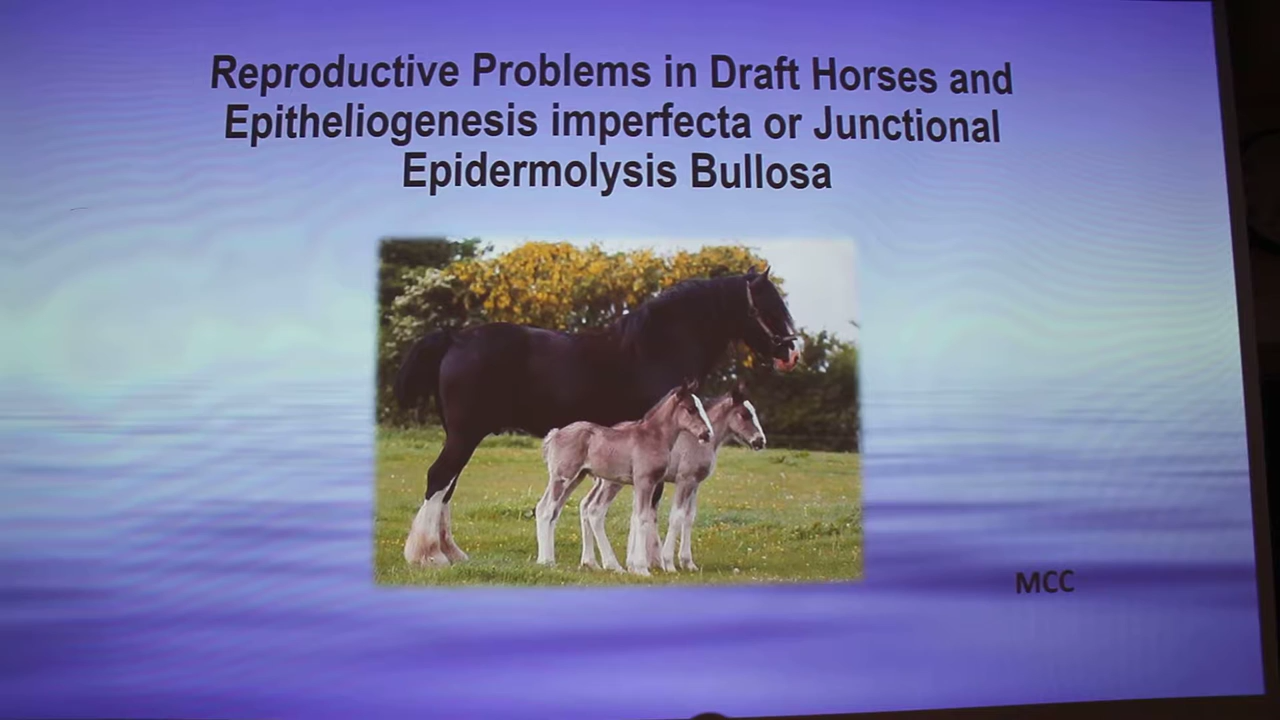 Reproductive Problems in Draft Horses and
Epitheliogenesis imperfecta or Junctional
Epidermolysis Bullosa
MCC